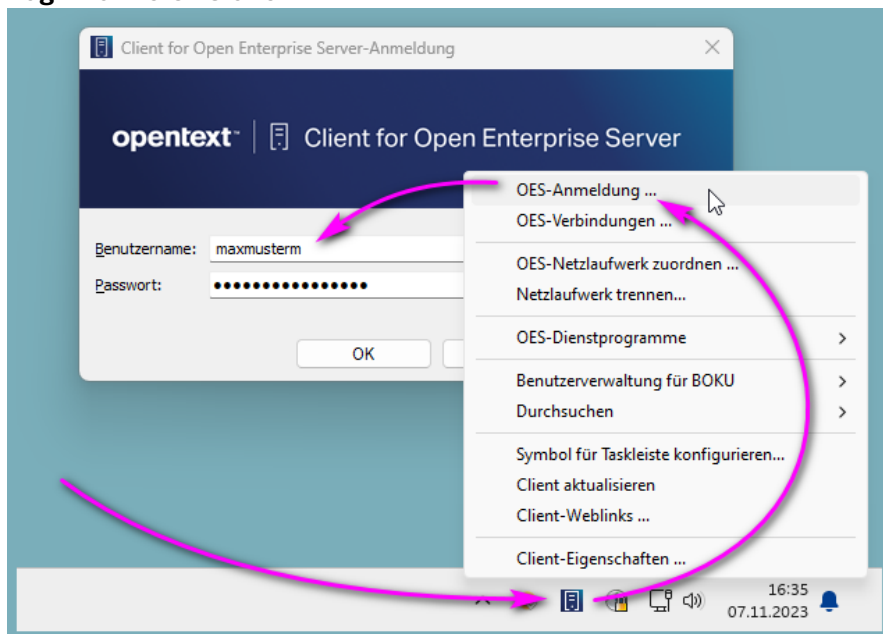 Client for Open Enterprise Server-Anmeldung
opentext™ Client for Open Enterprise Server
OES-Anmeldung ...
OES-Verbindungen ...
Benutzername: maxmusterm
OES-Netzlaufwerk zuordnen ...
Passwort: ••••••••••••••••
Netzlaufwerk trennen...
OES-Dienstprogramme
OK
Benutzerverwaltung für BOKU
Durchsuchen
Symbol für Taskleiste konfigurieren...
Client aktualisieren
Client-Weblinks ...
Client-Eigenschaften ...
16:35
07.11.2023